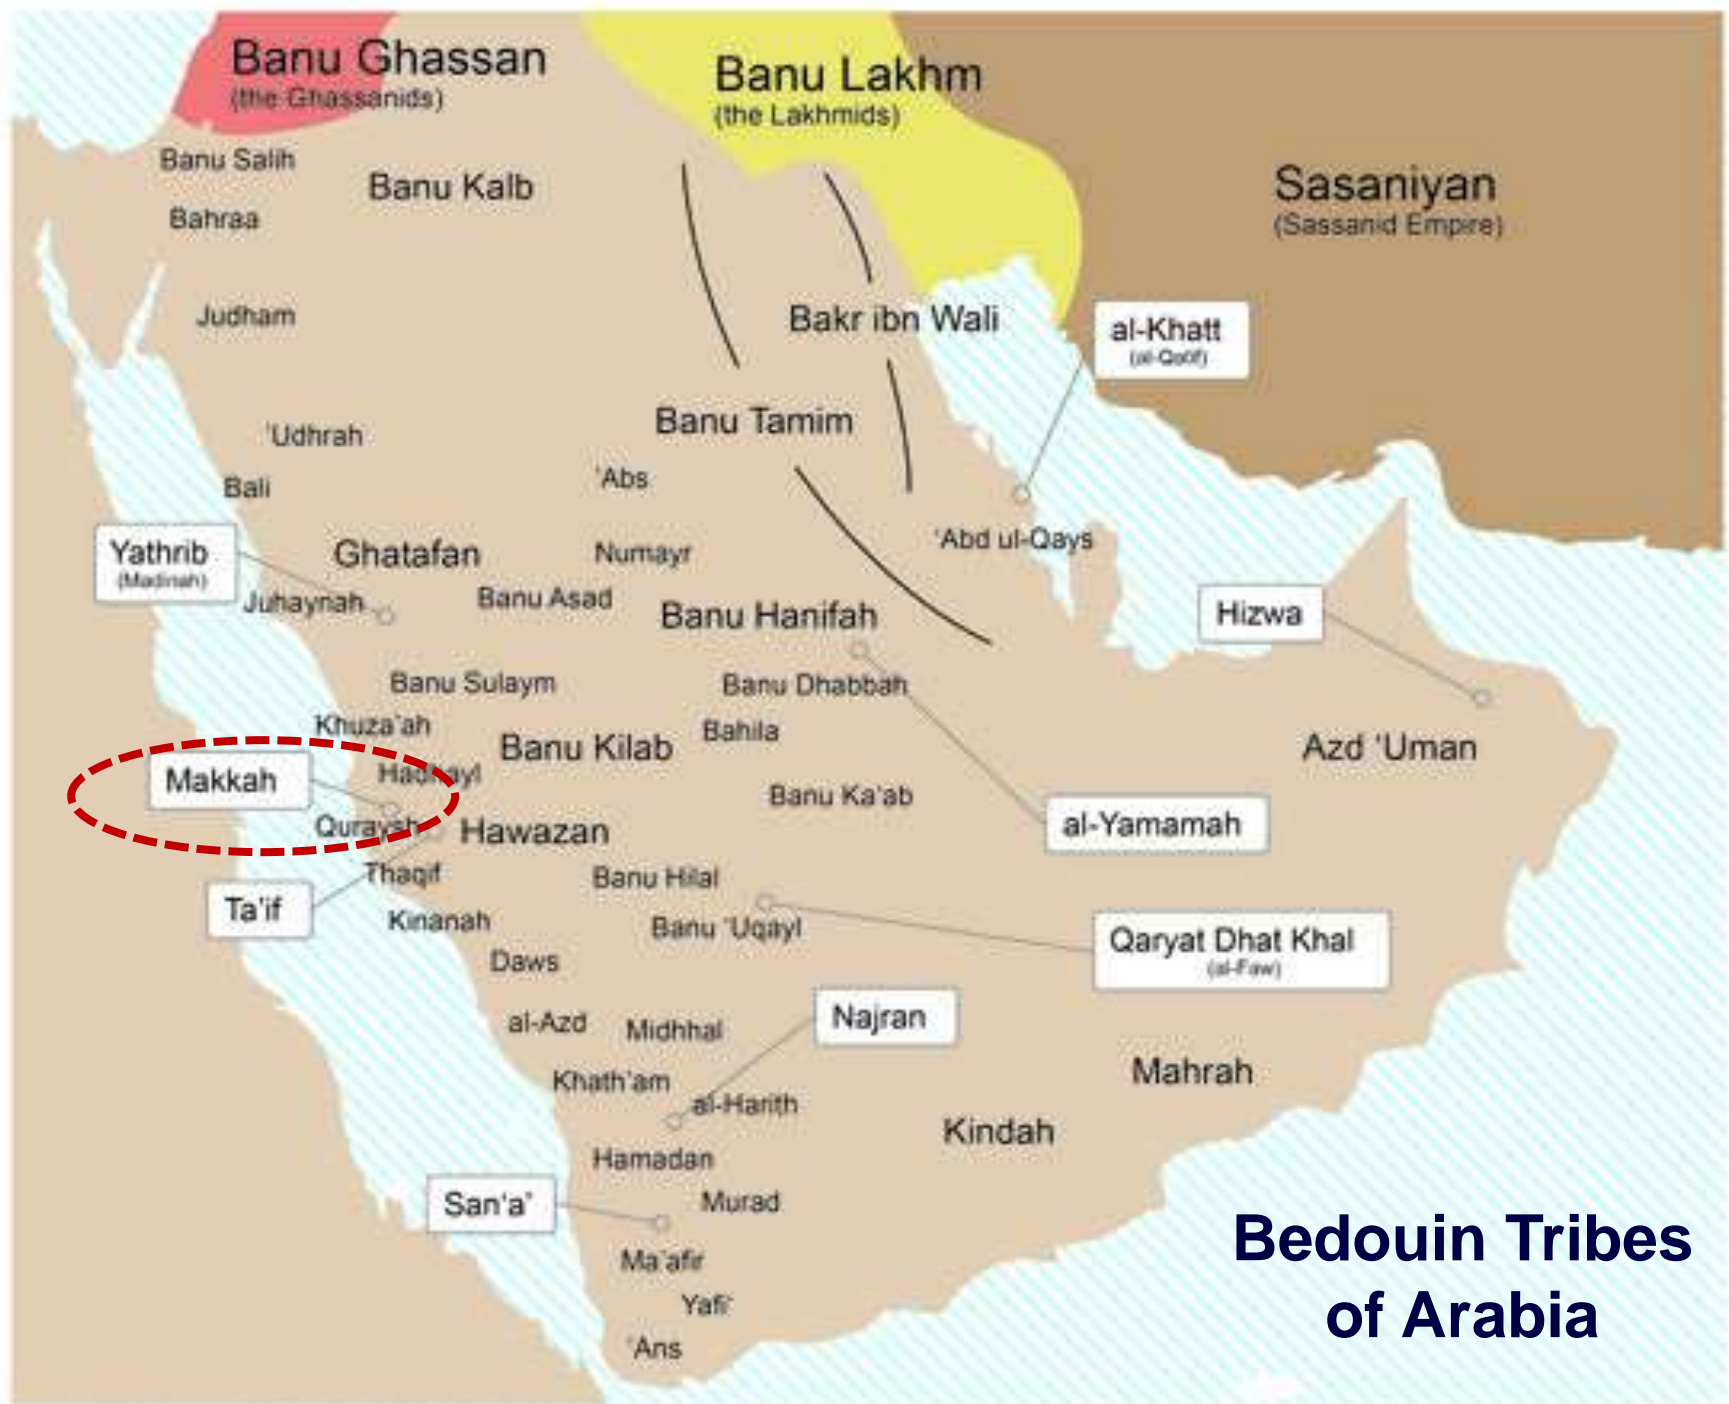 Banu Ghassan
(the Ghassanids)
Banu Lakhm
(the Lakhmids)
Banu Salih
Banu Kalb
Sasaniyan
(Sassanid Empire)
Bahraa
Judham
Bakr ibn Wali
al-Khatt
(al-Qatif)
Banu Tamim
'Udhrah
'Abs
Bali
Yathrib
(Madinah)
Ghatafan
Numayr
'Abd ul-Qays
Juhaynah
Banu Asad
Banu Hanifah
Hizwa
Banu Sulaym
Banu Dhabbah
Khuza'ah
Banu Kilab
Bahila
Azd 'Uman
Makkah
Hadhayl
Banu Ka'ab
Quraysh
Hawazan
al-Yamamah
Thaqif
Banu Hilal
Ta'if
Kinanah
Banu 'Uqayl
Qaryat Dhat Khal
(al-Faw)
Daws
al-Azd
Midhhal
Najran
Khath'am
al-Harith
Mahrah
Kindah
Hamadan
San'a'
Murad
Ma'afir
Yafi'
'Ans
Bedouin Tribes
of Arabia